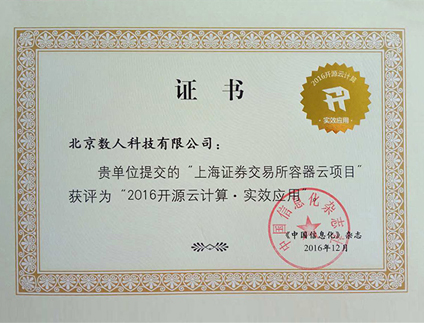 证 书
2016开源云计算
·实效应用·
北京数人科技有限公司：
贵单位提交的“上海证券交易所容器云项目”
获评为“2016开源云计算·实效应用”。
中国信息化杂志社
《中国信息化》杂志
2016年12月